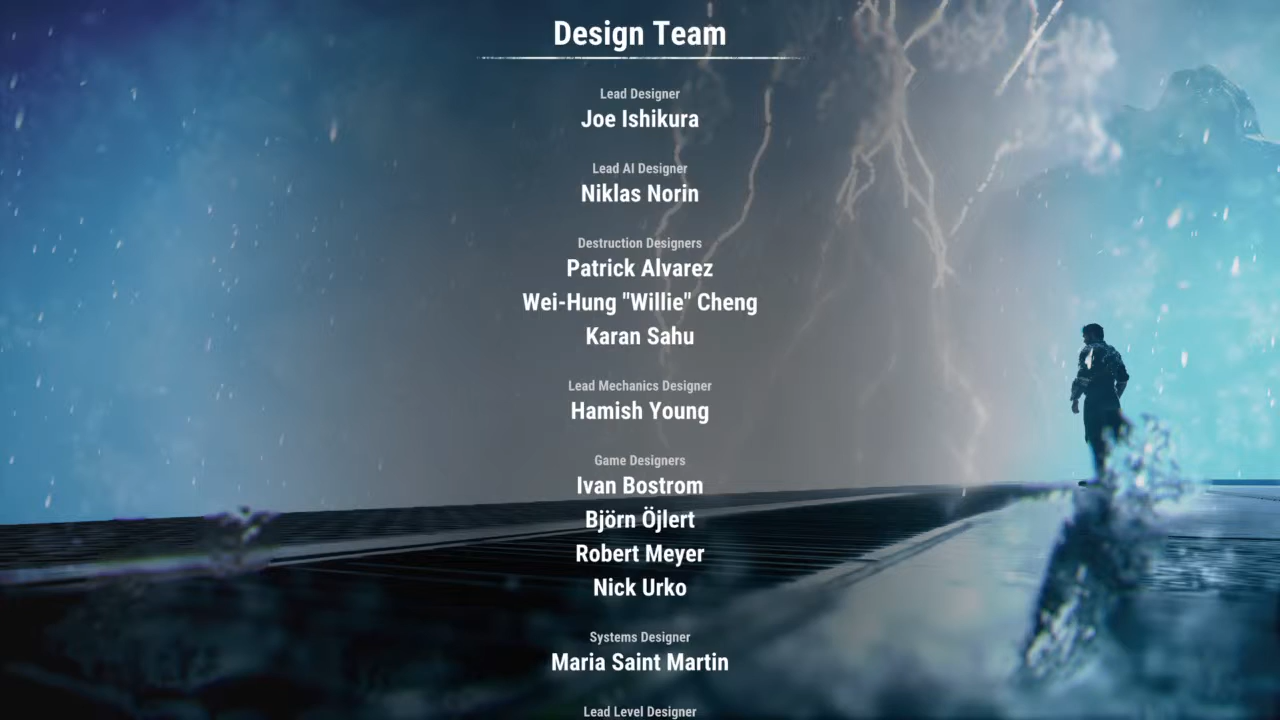 Design Team
Lead Designer
Joe Ishikura
Lead AI Designer
Niklas Norin
Destruction Designers
Patrick Alvarez
Wei-Hung "Willie" Cheng
Karan Sahu
Lead Mechanics Designer
Hamish Young
Game Designers
Ivan Bostrom
Björn Öjlert
Robert Meyer
Nick Urko
Systems Designer
Maria Saint Martin
Lead Level Designer